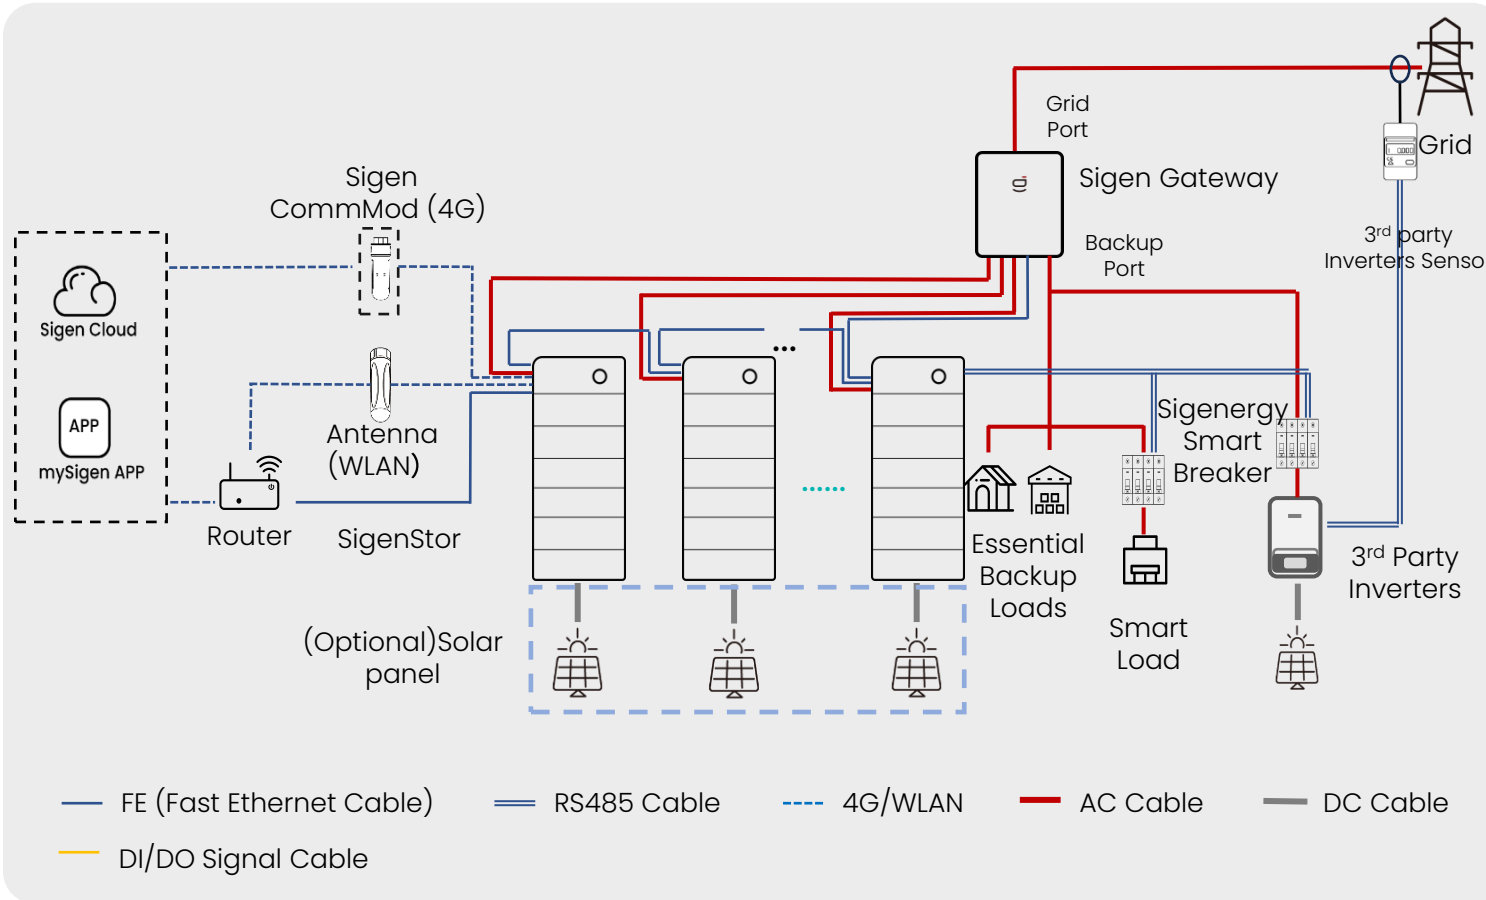 Grid
Port
Grid
Sigen Gateway
Sigen
CommMod (4G)
3rd party
Inverters Senso
Backup
Port
Sigen Cloud
APP
mySigen APP
Antenna
(WLAN)
Router
SigenStor
Sigenergy
Smart
Breaker
Essential
Backup
Loads
3rd Party
Inverters
Smart
Load
(Optional)Solar
panel
FE (Fast Ethernet Cable)
RS485 Cable
4G/WLAN
AC Cable
DC Cable
DI/DO Signal Cable